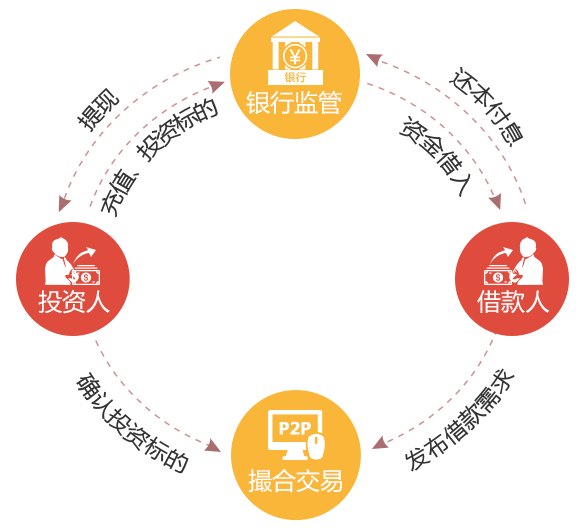 ¥
银行
银行监管
提现
充值、投资标的
还本付息
资金借入
$
投资人
$
借款人
确认投资标的
发布借款需求
P2P
撮合交易